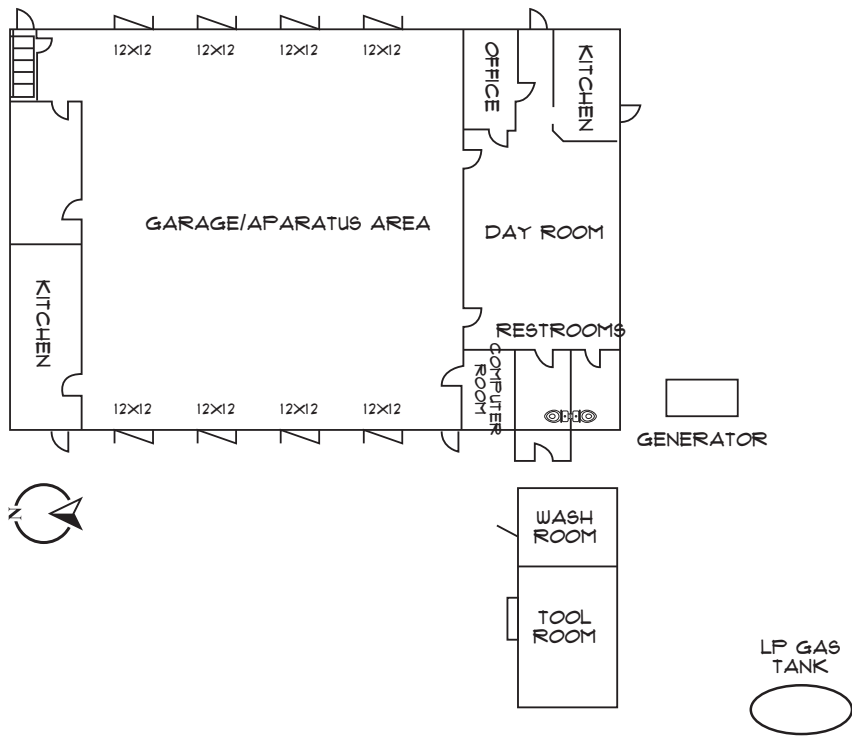 12X12
12X12
12X12
12X12
OFFICE
KITCHEN
GARAGE/APARATUS AREA
DAY ROOM
KITCHEN
RESTROOMS
COMPUTER
ROOM
12X12
12X12
12X12
12X12
GENERATOR
N
WASH
ROOM
TOOL
ROOM
LP GAS
TANK